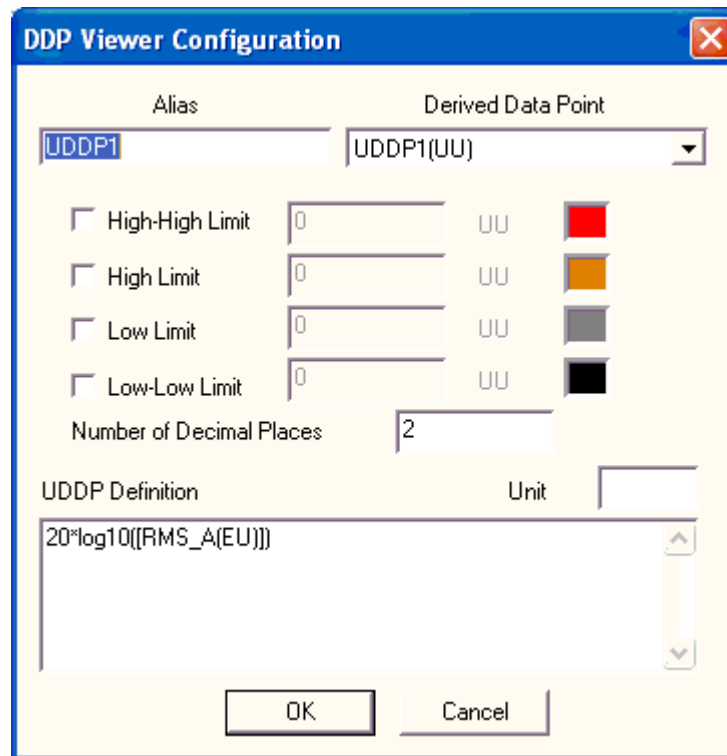 DDP Viewer Configuration
Alias Derived Data Point
UDDP1 UDDP1(UU)
High-High Limit 0 UU
High Limit 0 UU
Low Limit 0 UU
Low-Low Limit 0 UU
Number of Decimal Places 2
UDDP Definition Unit
20*log10([RMS_A(EU)])
OK Cancel